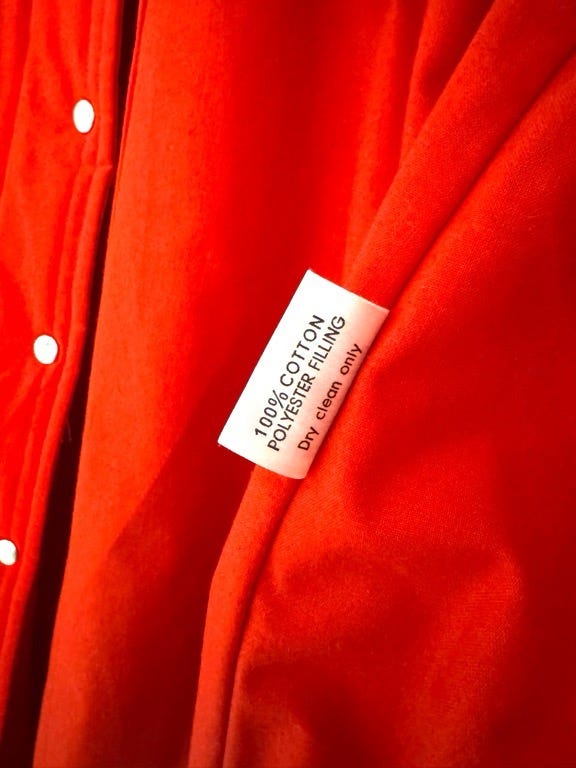 100% COTTON
POLYESTER FILLING
Dry clean only